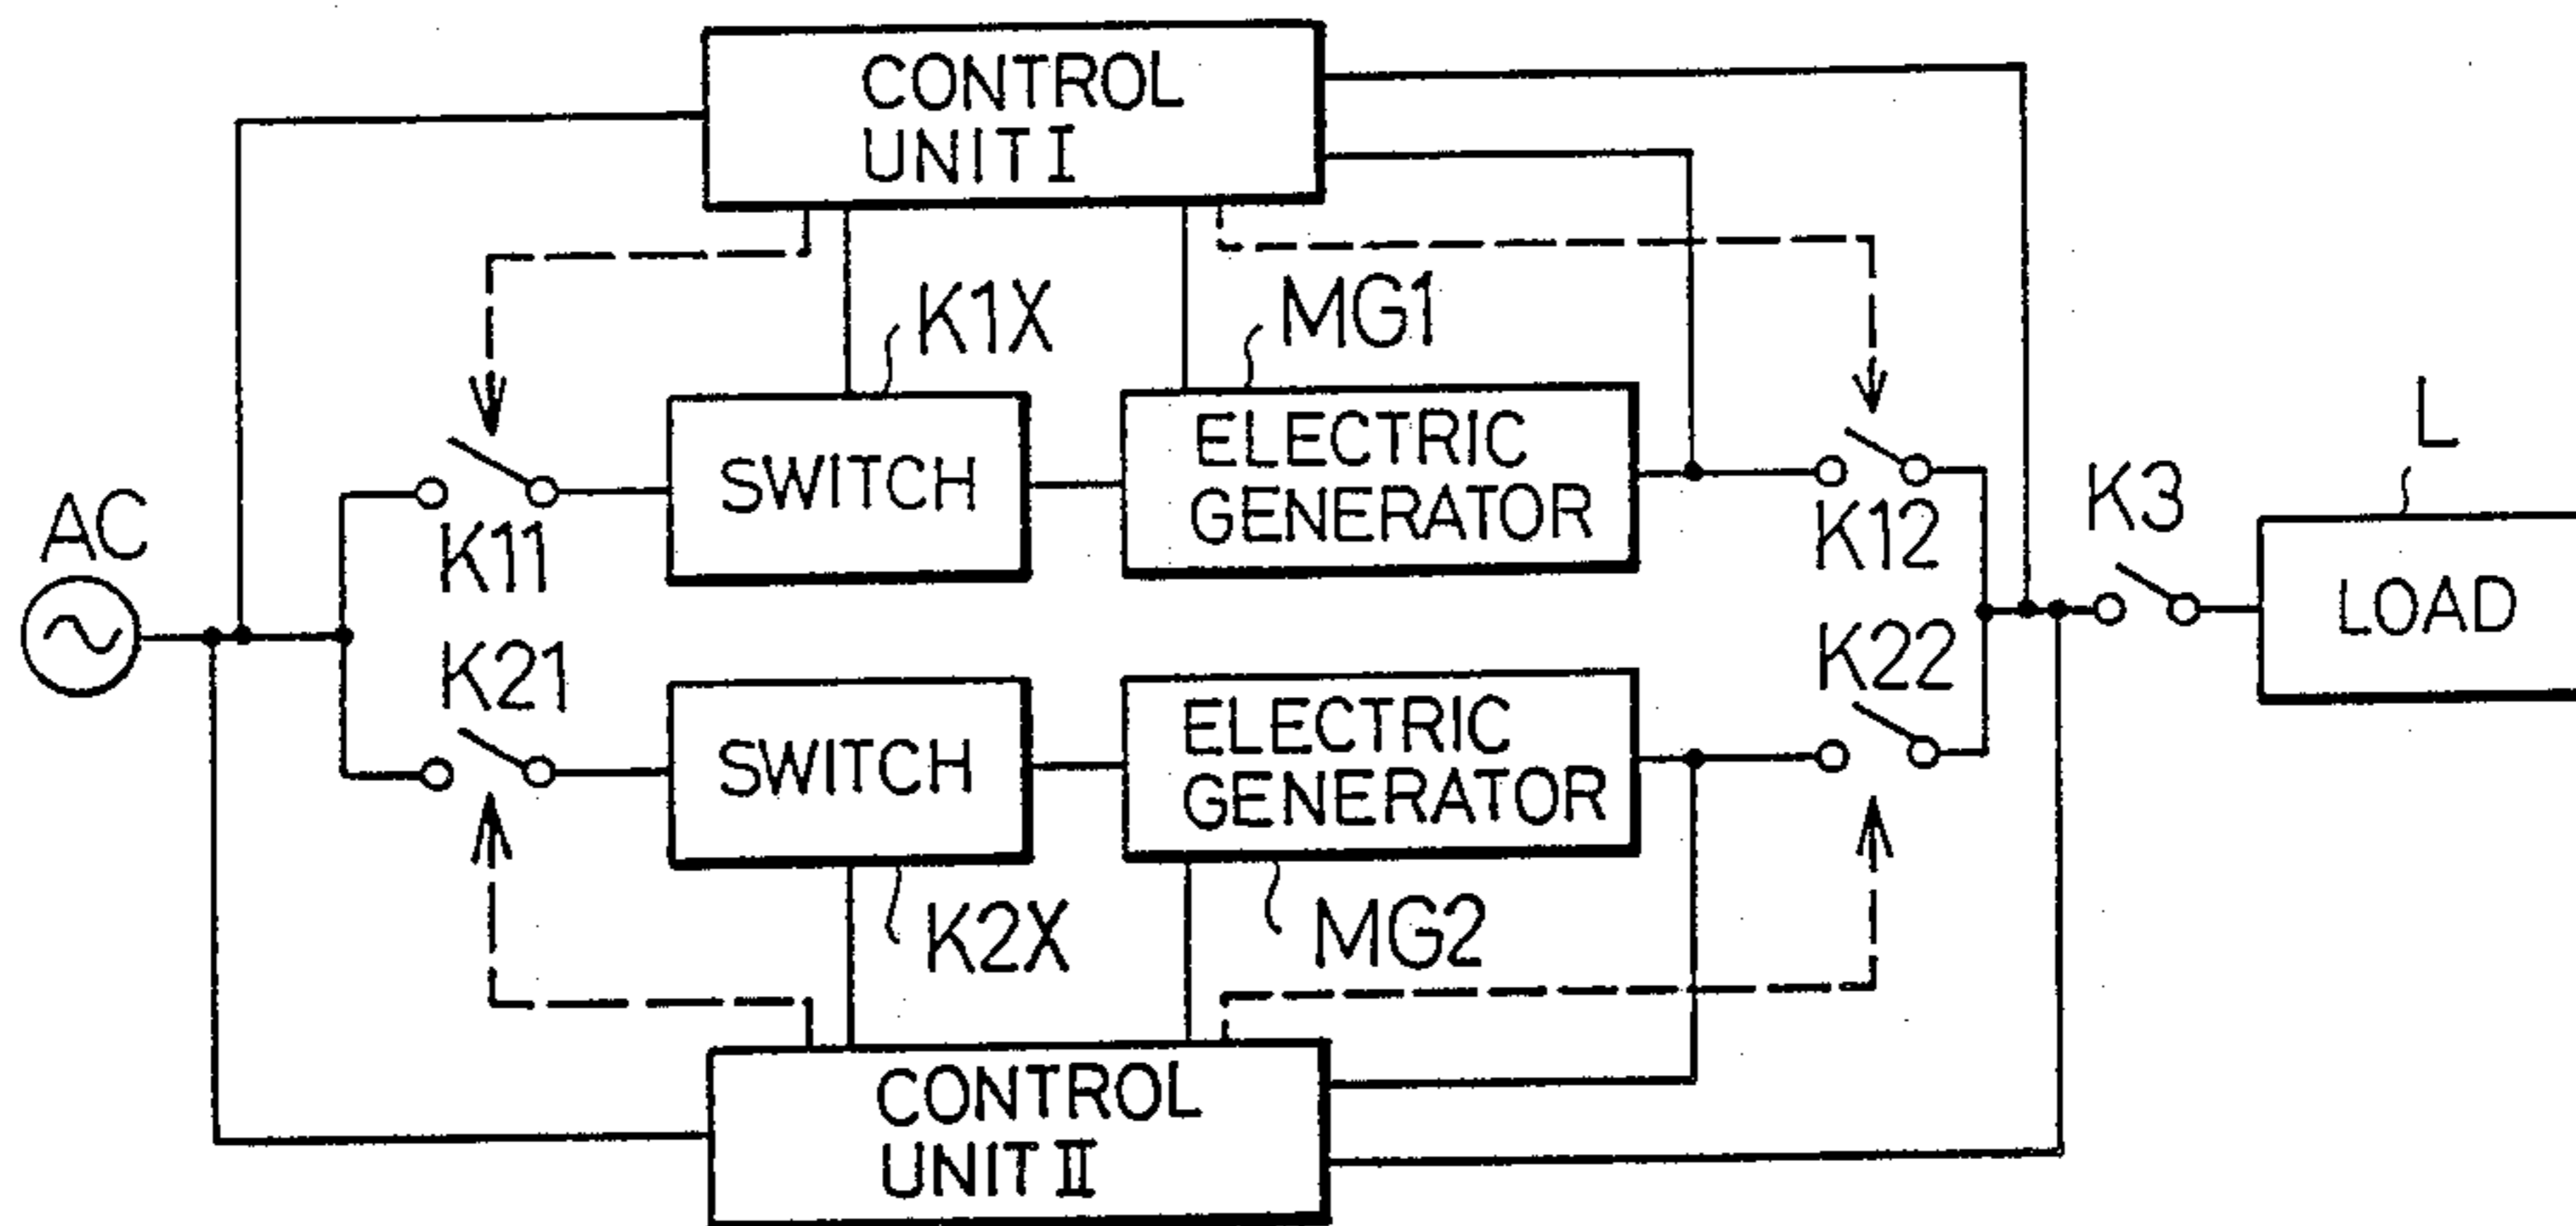 CONTROL
UNIT I
K1X
MG1
L
AC
K11
SWITCH
ELECTRIC
GENERATOR
K12
K3
LOAD
K21
SWITCH
ELECTRIC
GENERATOR
K22
K2X
MG2
CONTROL
UNIT II